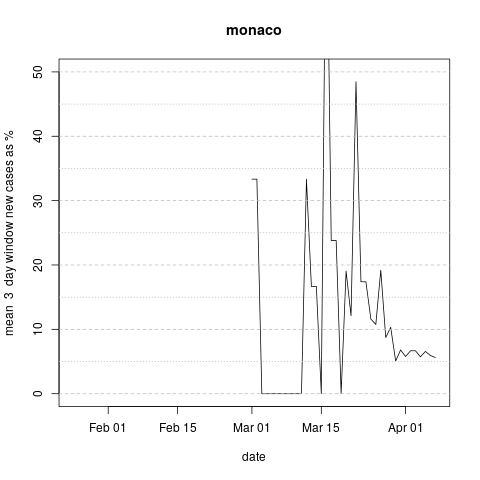 monaco
mean 3 day window new cases as %
50
40
30
20
10
0
Feb 01
Feb 15
Mar 01
Mar 15
Apr 01
date